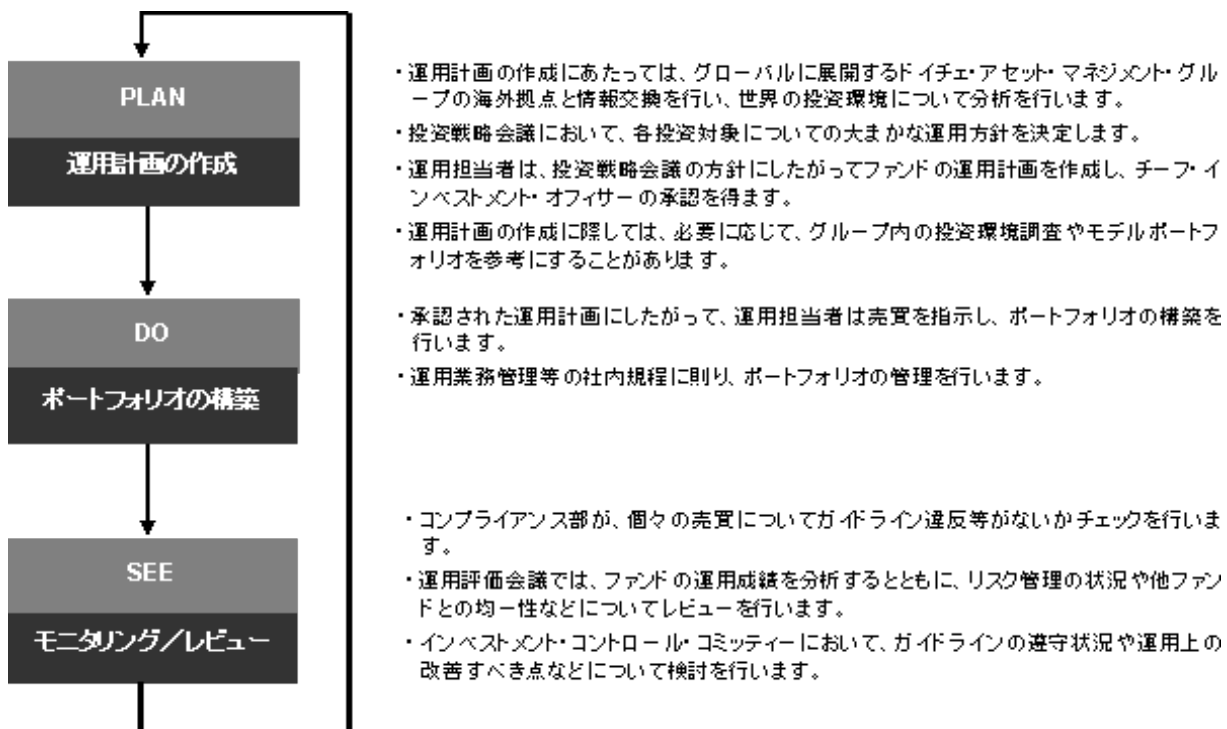 PLAN
運用計画の作成
・運用計画の作成にあたっては、グローバルに展開するドイチェ・アセット・マネジメント・グル
ープの海外拠点と情報交換を行い、世界の投資環境について分析を行います。
・投資戦略会議において、各投資対象についての大まかな運用方針を決定します。
・運用担当者は、投資戦略会議の方針にしたがってファンドの運用計画を作成し、チーフ・イ
ンベストメント・オフィサーの承認を得ます。
・運用計画の作成に際しては、必要に応じて、グループ内の投資環境調査やモデルポートフ
ォリオを参考にすることがあります。
DO
ポートフォリオの構築
・承認された運用計画にしたがって、運用担当者は売買を指示し、ポートフォリオの構築を
行います。
・運用業務管理等の社内規程に則り、ポートフォリオの管理を行います。
SEE
モニタリング／レビュー
・コンプライアンス部が、個々の売買についてガイドライン違反等がないかチェックを行いま
す。
・運用評価会議では、ファンドの運用成績を分析するとともに、リスク管理の状況や他ファン
ドとの均一性などについてレビューを行います。
・インベストメント・コントロール・コミッティーにおいて、ガイドラインの遵守状況や運用上の
改善すべき点などについて検討を行います。